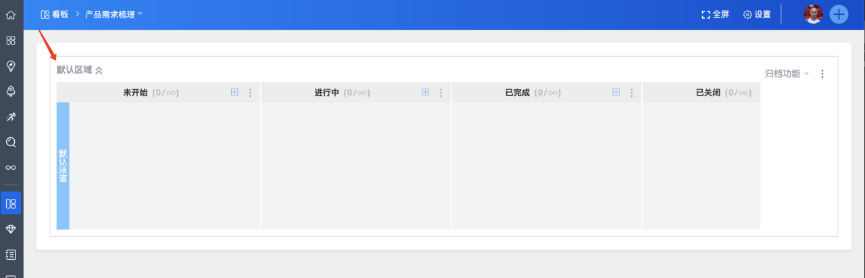 看板 > 产品需求梳理
全屏 设置
默认区域
归档功能
未开始 (0/∞) 进行中 (0/∞) 已完成 (0/∞) 已关闭 (0/∞)
默认泳道